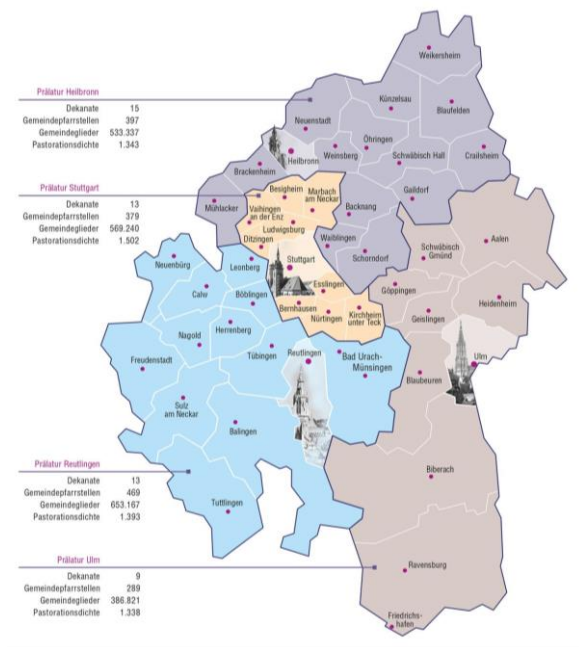 Prälatur Heilbronn
Dekanate 15
Gemeindepfarrstellen 397
Gemeindeglieder 533.337
Pastorationsdichte 1.343
Prälatur Stuttgart
Dekanate 13
Gemeindepfarrstellen 379
Gemeindeglieder 569.240
Pastorationsdichte 1.502
Prälatur Reutlingen
Dekanate 13
Gemeindepfarrstellen 469
Gemeindeglieder 653.167
Pastorationsdichte 1.393
Prälatur Ulm
Dekanate 9
Gemeindepfarrstellen 289
Gemeindeglieder 386.821
Pastorationsdichte 1.338
Weikersheim
Künzelsau
Blaufelden
Neuenstadt
Öhringen
Heilbronn
Weinsberg
Schwäbisch Hall
Crailsheim
Brackenheim
Gaildorf
Mühlacker
Besigheim
Marbach
am Neckar
Backnang
Vaihingen
an der Enz
Ludwigsburg
Ditzingen
Waiblingen
Schorndorf
Schwäbisch
Gmünd
Aalen
Neuenbürg
Leonberg
Stuttgart
Calw
Böblingen
Esslingen
Göppingen
Heidenheim
Bernhausen
Nürtingen
Kirchheim
unter Teck
Geislingen
Herrenberg
Nagold
Freudenstadt
Tübingen
Reutlingen
Bad Urach-
Münsingen
Ulm
Blaubeuren
Sulz
am Neckar
Balingen
Biberach
Tuttlingen
Ravensburg
Friedrichs-
hafen